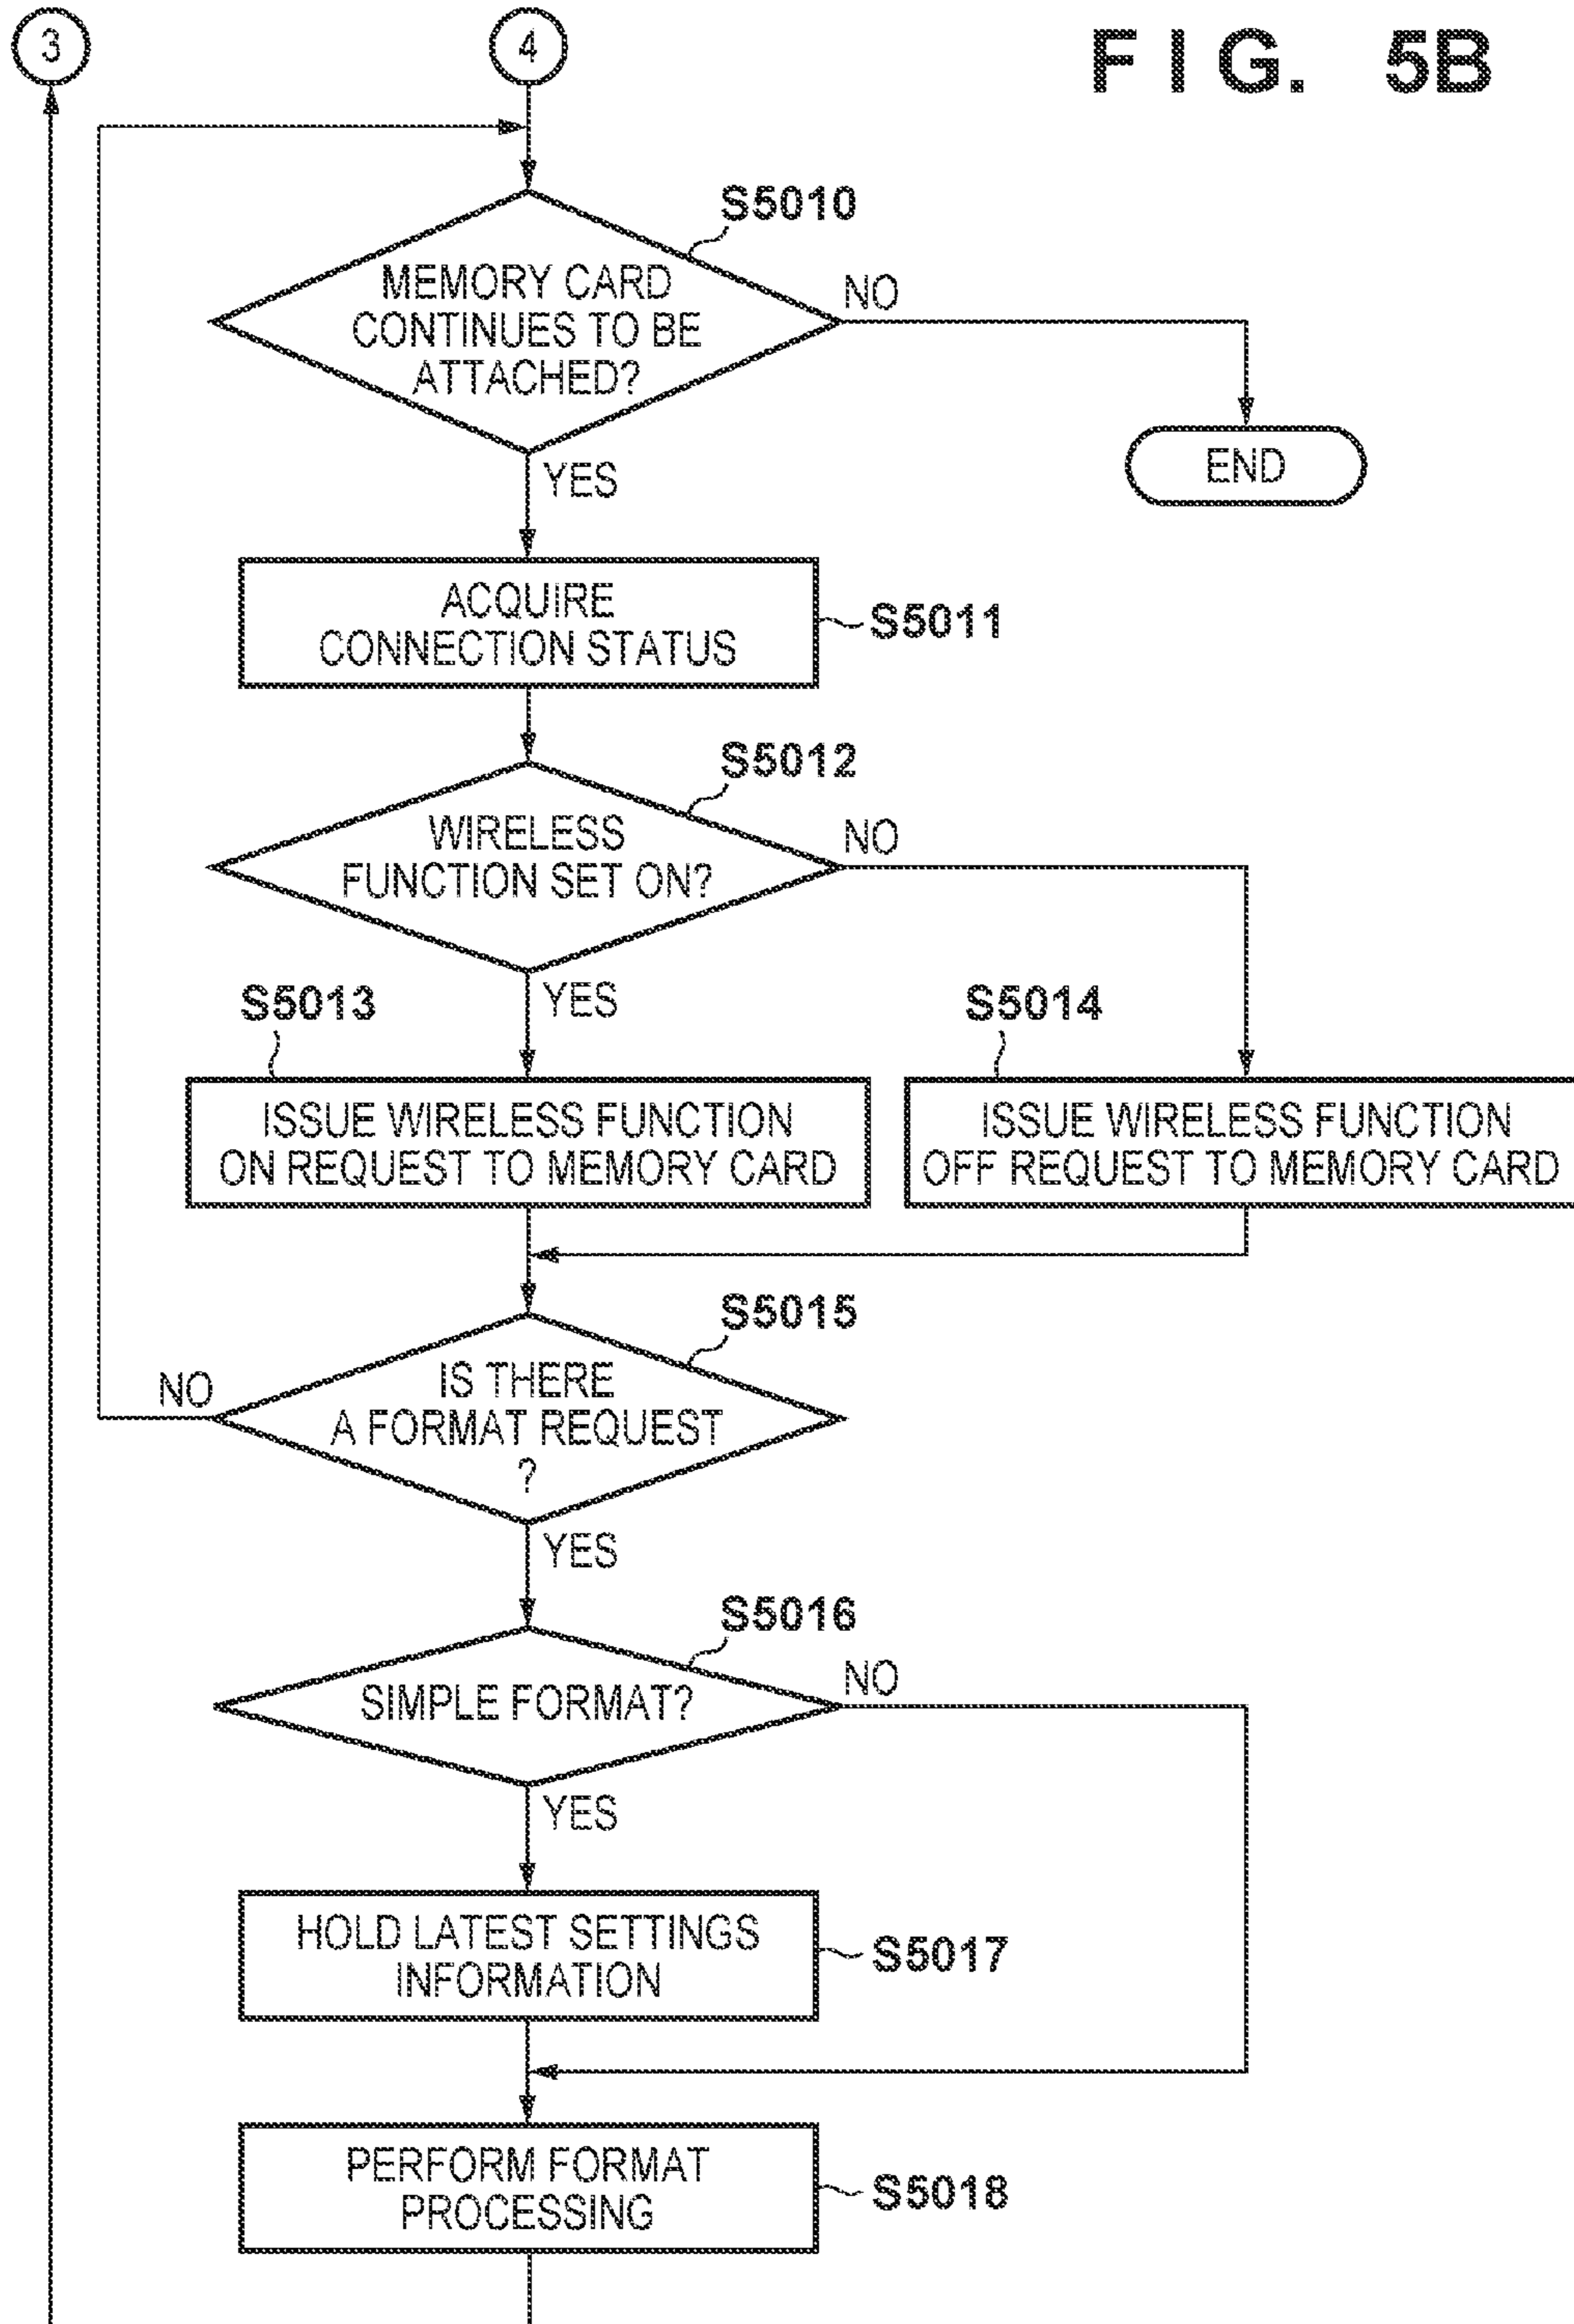 3
4
F I G. 5B
S5010
MEMORY CARD
CONTINUES TO BE
ATTACHED?
NO
END
YES
ACQUIRE
CONNECTION STATUS
S5011
S5012
WIRELESS
FUNCTION SET ON?
NO
YES
S5013
S5014
ISSUE WIRELESS FUNCTION
ON REQUEST TO MEMORY CARD
ISSUE WIRELESS FUNCTION
OFF REQUEST TO MEMORY CARD
S5015
IS THERE
A FORMAT REQUEST
?
NO
YES
S5016
SIMPLE FORMAT?
NO
YES
HOLD LATEST SETTINGS
INFORMATION
S5017
PERFORM FORMAT
PROCESSING
S5018